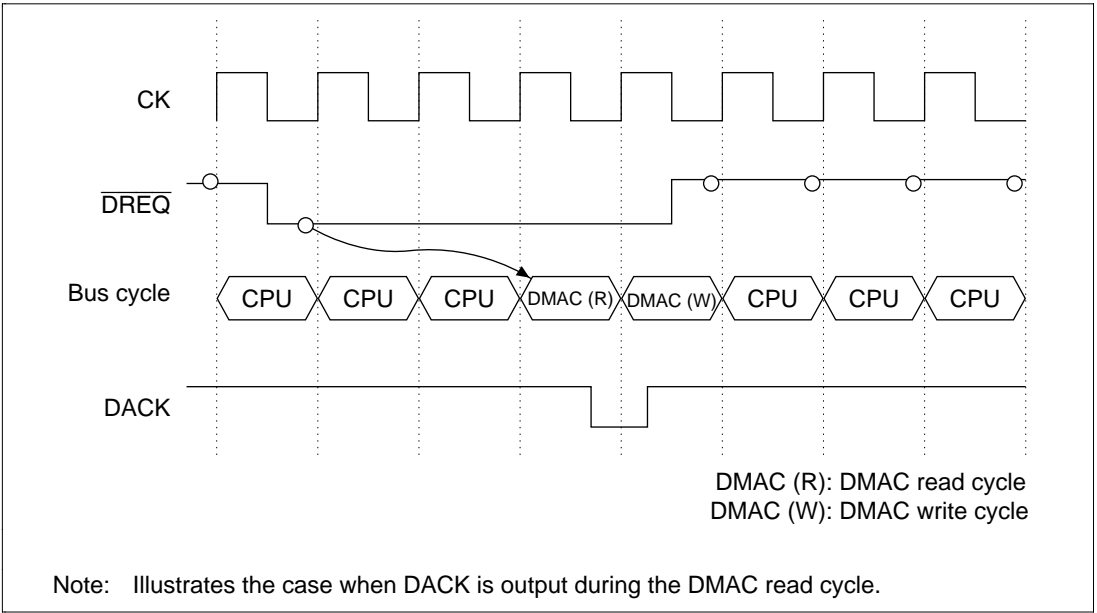 CK
DREQ
Bus cycle CPU CPU CPU DMAC (R) DMAC (W) CPU CPU CPU
DACK
DMAC (R): DMAC read cycle
DMAC (W): DMAC write cycle
Note: Illustrates the case when DACK is output during the DMAC read cycle.